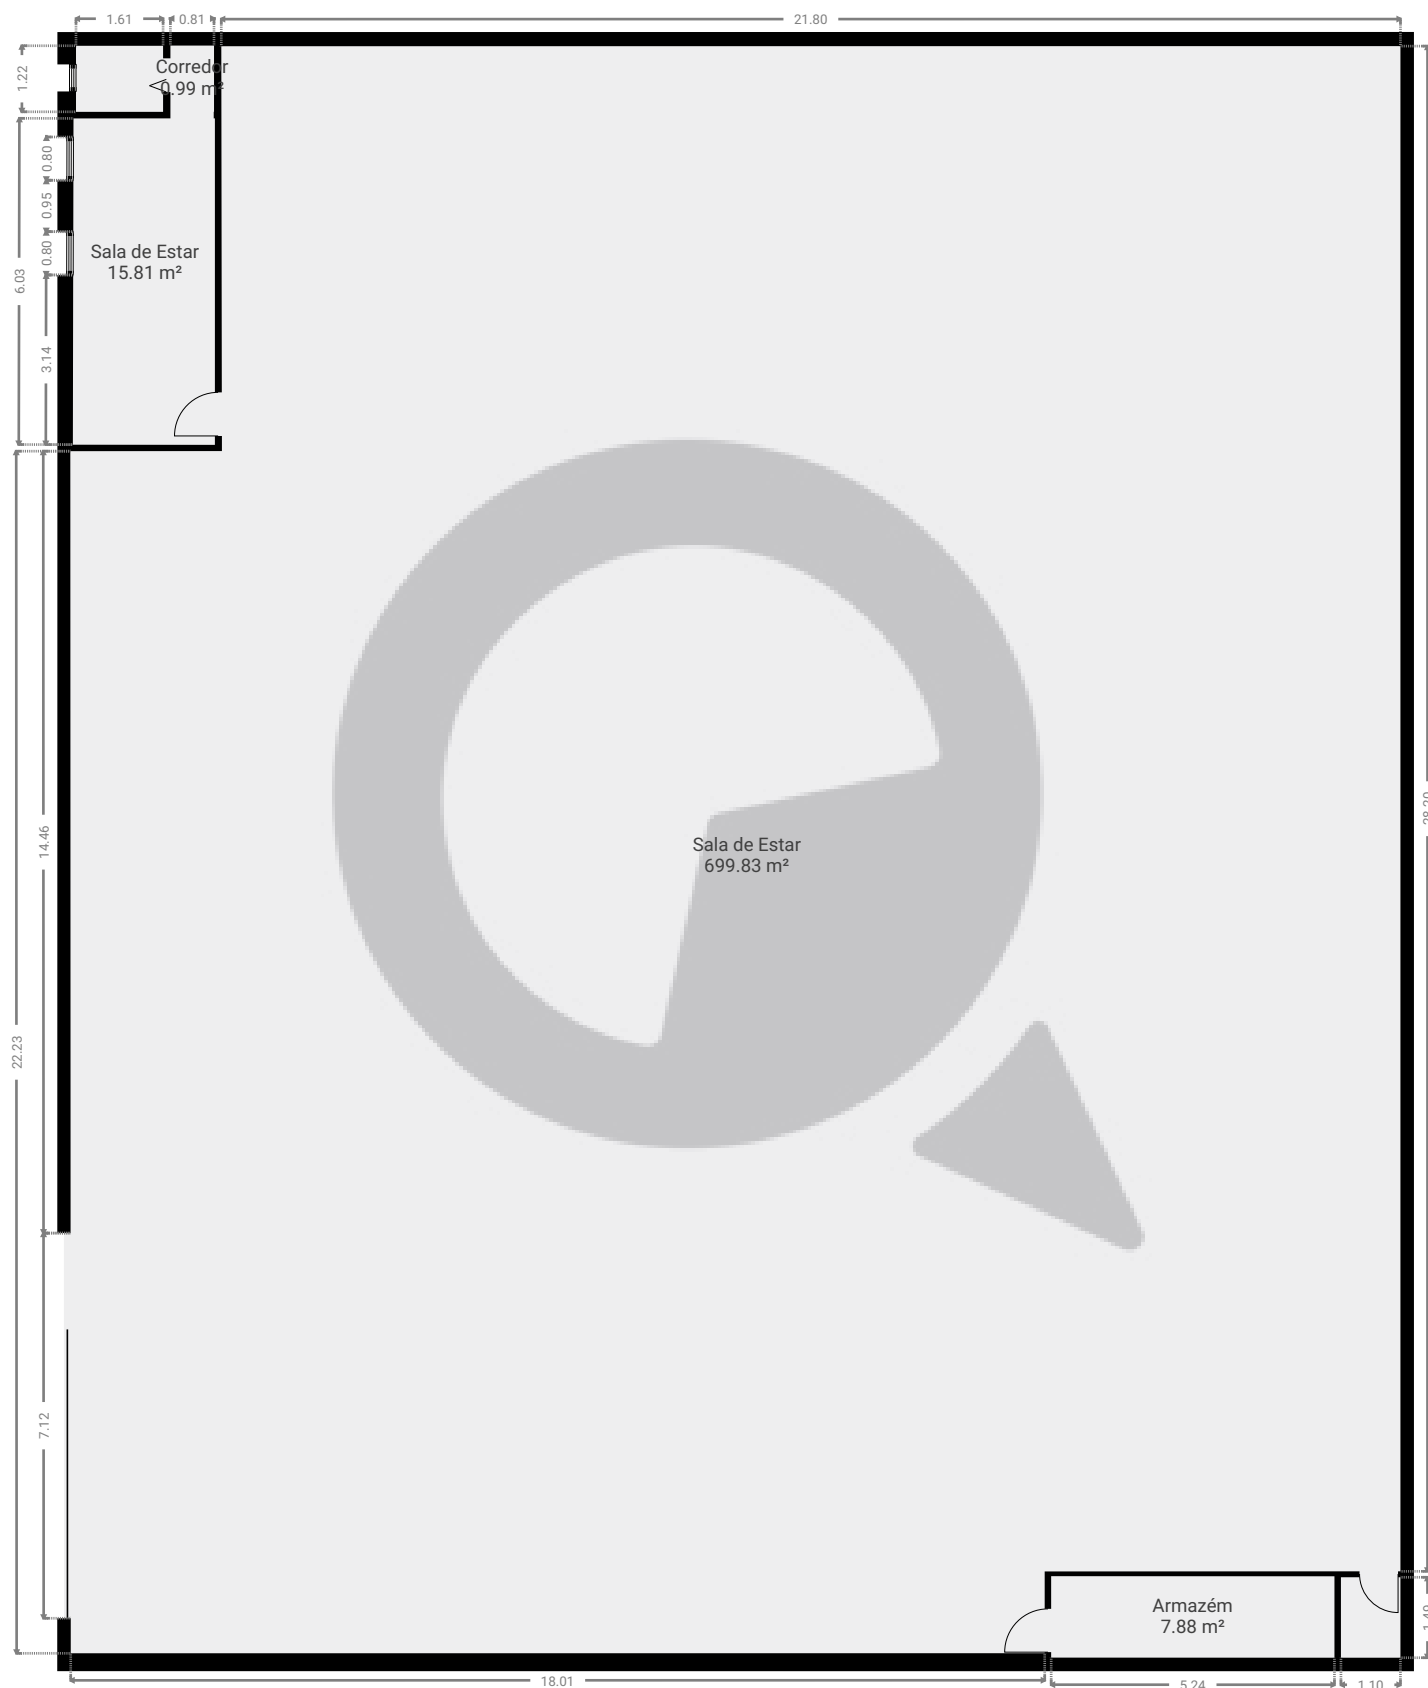 1.61
0.81
21.80
1.22
Corredor
0.99 m²
0.80
0.95
0.80
Sala de Estar
15.81 m²
6.03
3.14
14.46
Sala de Estar
699.83 m²
22.23
7.12
Armazém
7.88 m²
18.01
5.24
1.10